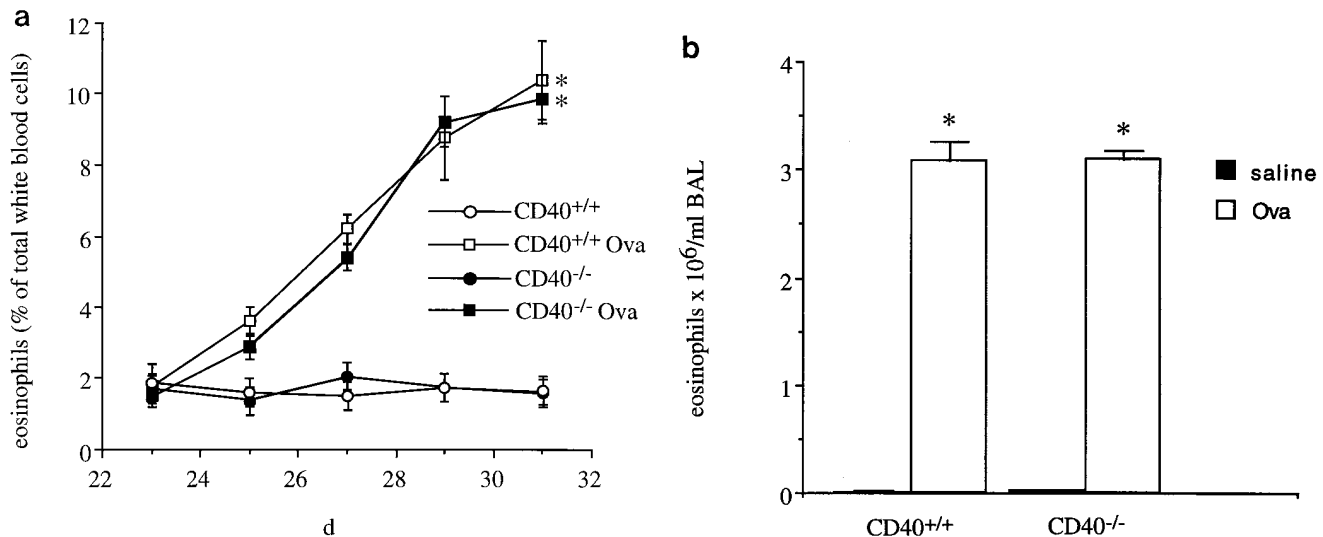 a
eosinophils (% of total white blood cells)
12
10
8
6
4
2
0
22
24
26
28
30
32
d
*
*
CD40+/+
CD40+/+ Ova
CD40-/-
CD40-/- Ova
b
eosinophils x 10⁶/ml BAL
4
3
2
1
0
*
*
CD40+/+
CD40-/-
saline
Ova